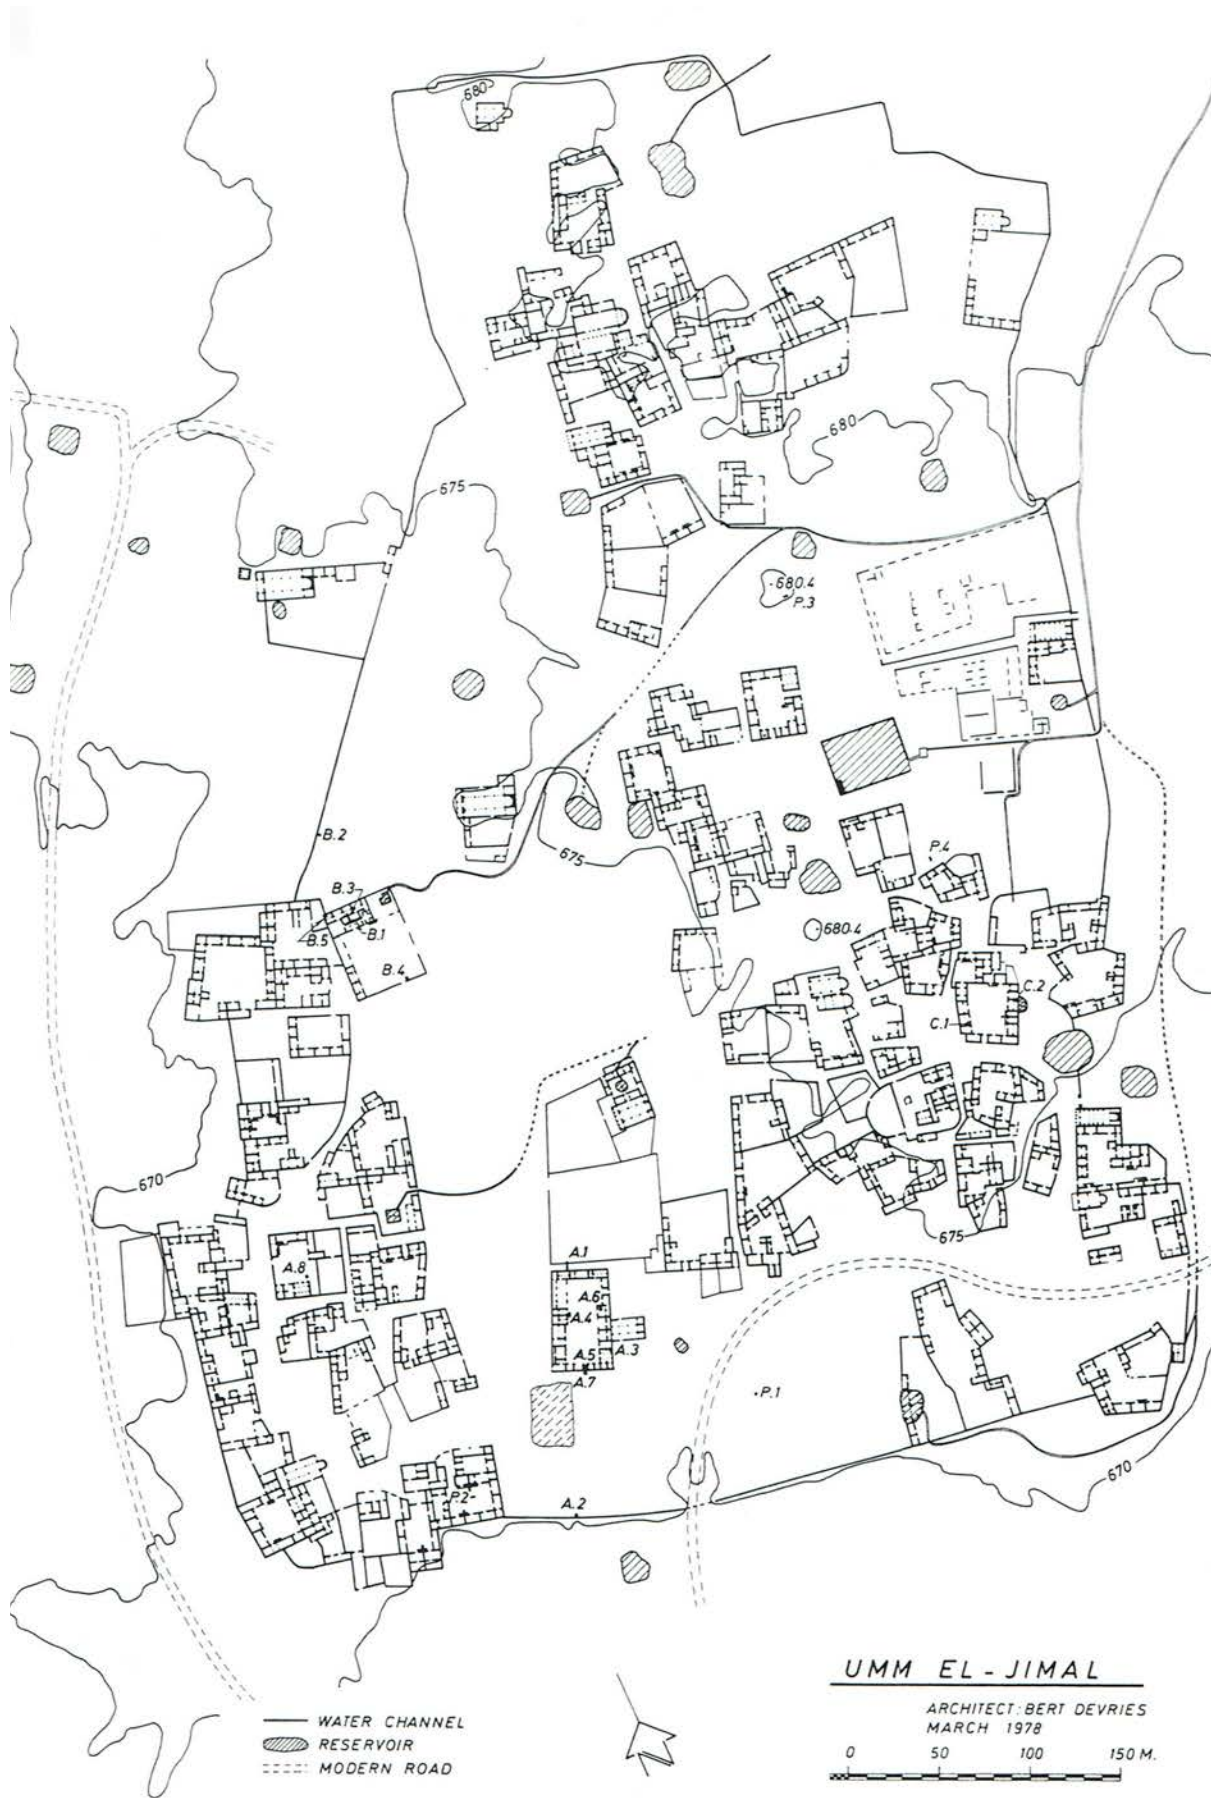 680
680
675
680.4
P.3
B.2
675
P.4
B.3
B.1
B.5
680.4
B.4
C.2
C.1
670
675
A.1
A.8
A.6
A.4
A.5
A.3
A.7
P.1
670
P.2
A.2
UMM EL-JIMAL
ARCHITECT: BERT DEVRIES
MARCH 1978
WATER CHANNEL
RESERVOIR
MODERN ROAD
0 50 100 150 M.